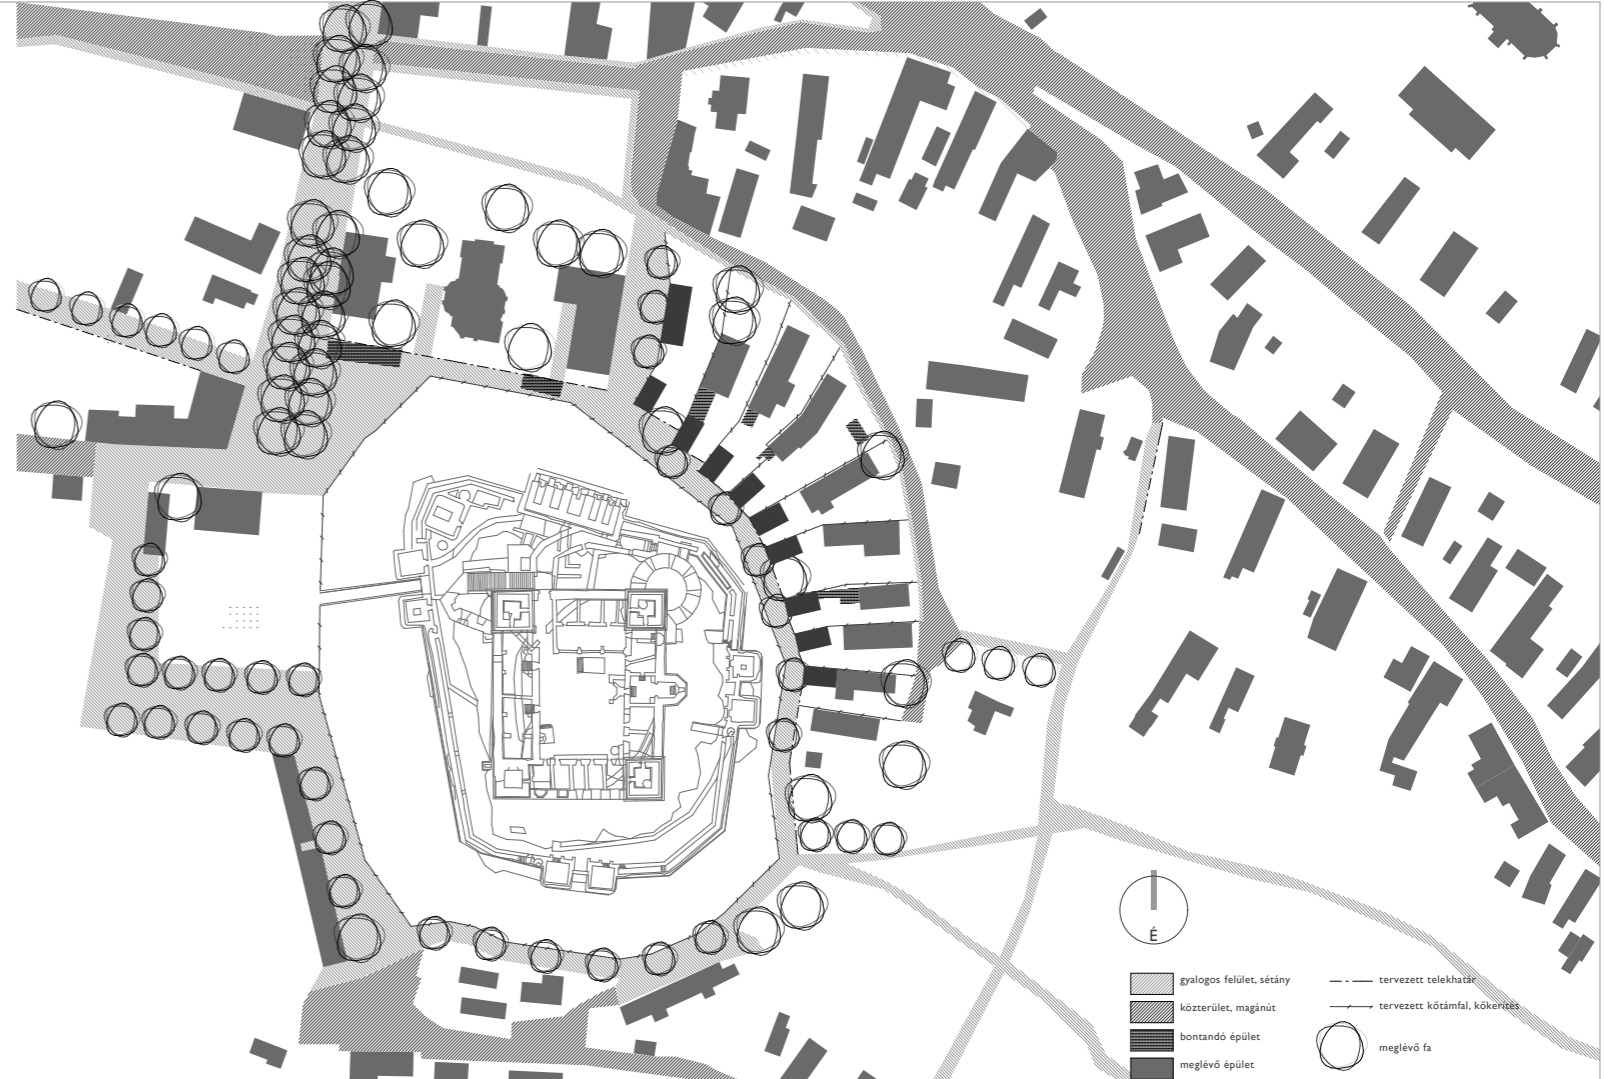 É
gyalogos felület, sétány
közterület, magánút
bontandó épület
meglévő épület
tervezett telekhatár
tervezett kőtámfal, kőkerítés
meglévő fa